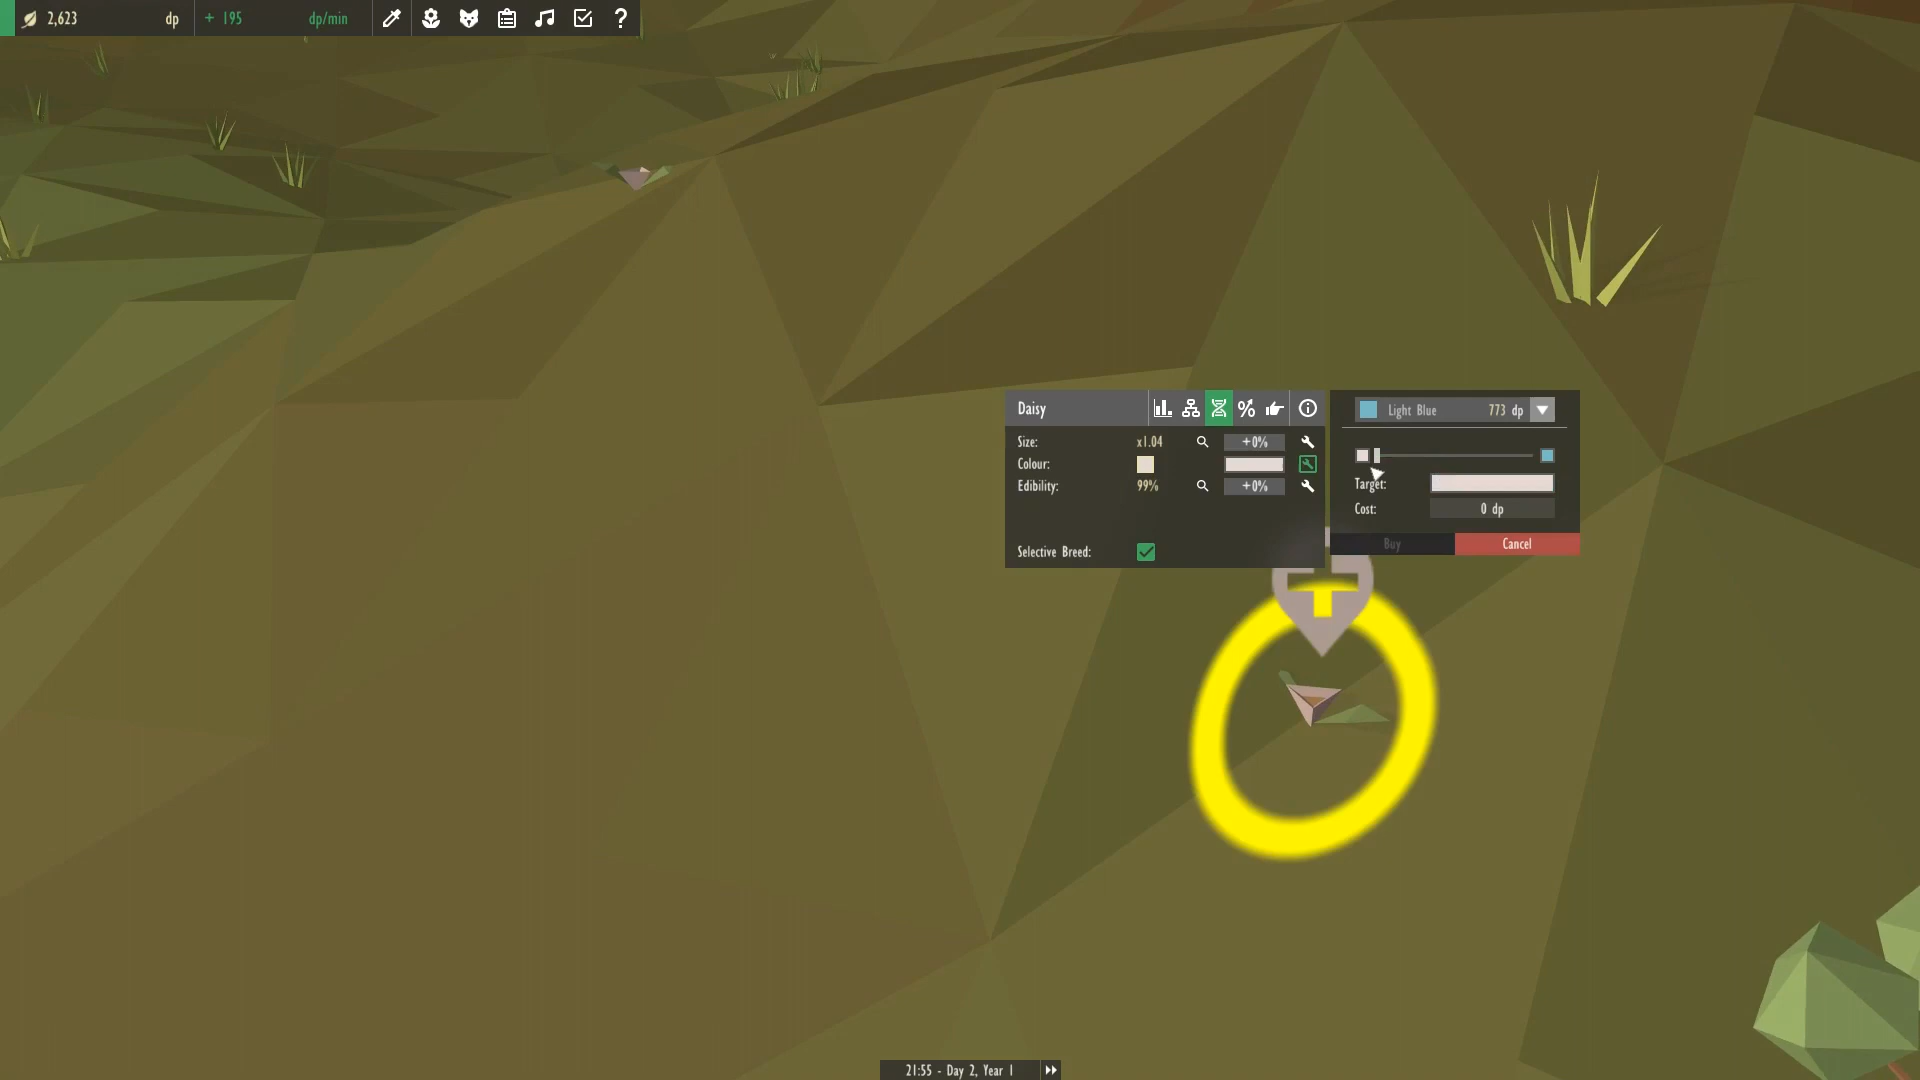 2,623 dp + 195 dp/min ?
Daisy
Size: x1.04 +0%
Colour:
Edibility: 99% +0%
Selective Breed:
Light Blue 773 dp
Target:
Cost: 0 dp
Buy Cancel
21:55 - Day 2, Year 1